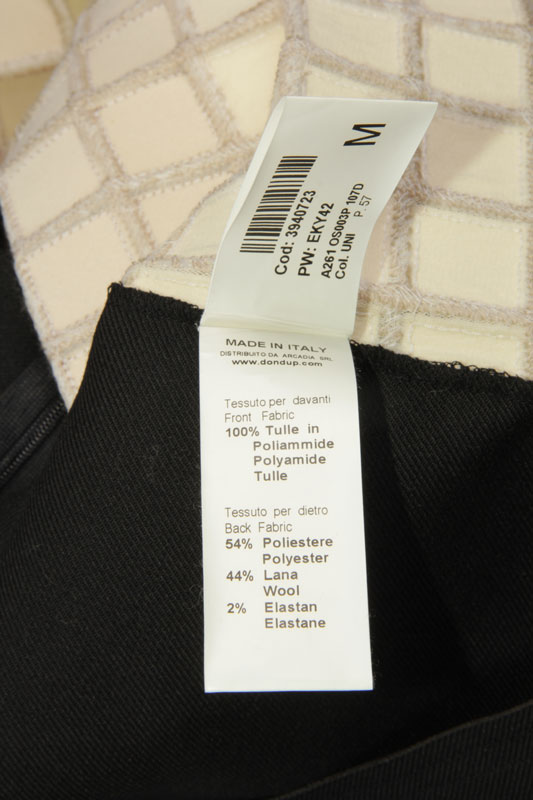 M
Cod: 3940723
PW: EKY42
A261 OS003P 107D
Col. UNI P. 57
MADE IN ITALY
DISTRIBUITO DA ARCADIA SRL
www.dondup.com
Tessuto per davanti
Front Fabric
100% Tulle in
Poliammide
Polyamide
Tulle
Tessuto per dietro
Back Fabric
54% Poliestere
Polyester
44% Lana
Wool
2% Elastan
Elastane